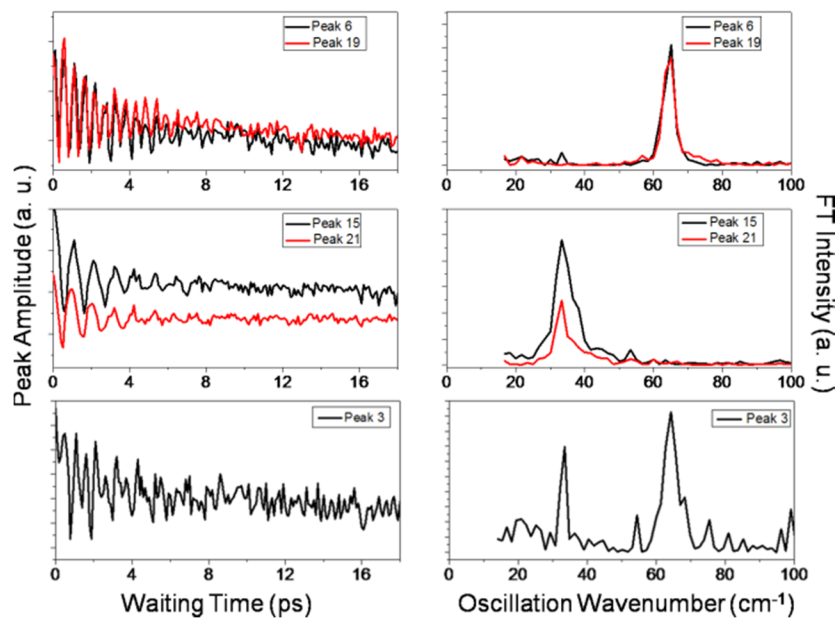 Peak 6
Peak 19
0
4
8
12
16
Peak 6
Peak 19
20
40
60
80
100
Peak Amplitude (a. u.)
Peak 15
Peak 21
0
4
8
12
16
Peak 15
Peak 21
20
40
60
80
100
FT Intensity (a. u.)
Peak 3
0
4
8
12
16
Peak 3
0
20
40
60
80
100
Waiting Time (ps)
Oscillation Wavenumber (cm⁻¹)